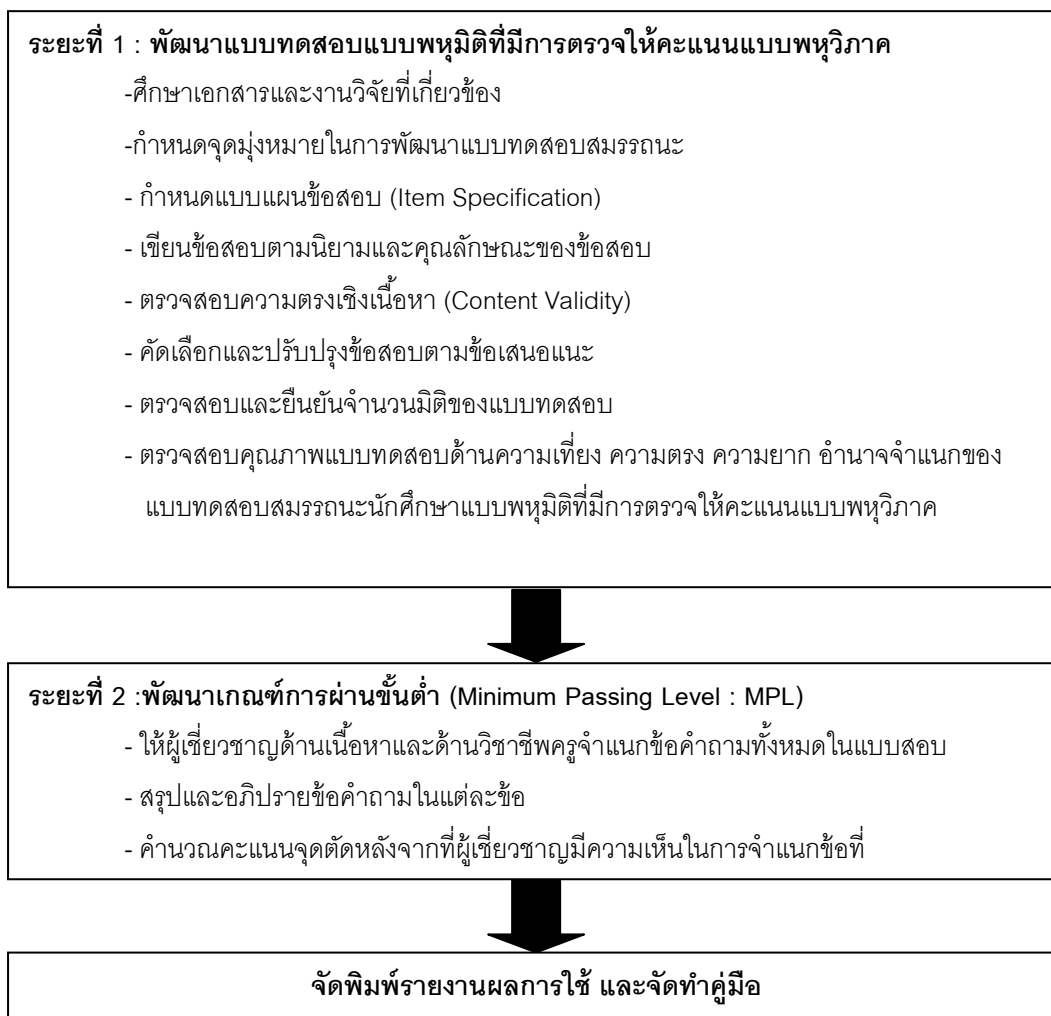 ระยะที่ 1 : พัฒนาแบบทดสอบแบบพหุมิติที่มีการตรวจให้คะแนนแบบพหุวิภาค
-ศึกษาเอกสารและงานวิจัยที่เกี่ยวข้อง
-กำหนดจุดมุ่งหมายในการพัฒนาแบบทดสอบสมรรถนะ
- กำหนดแบบแผนข้อสอบ (Item Specification)
- เขียนข้อสอบตามนิยามและคุณลักษณะของข้อสอบ
- ตรวจสอบความตรงเชิงเนื้อหา (Content Validity)
- คัดเลือกและปรับปรุงข้อสอบตามข้อเสนอแนะ
- ตรวจสอบและยืนยันจำนวนมิติของแบบทดสอบ
- ตรวจสอบคุณภาพแบบทดสอบด้านความเที่ยง ความตรง ความยาก อำนาจจำแนกของ
แบบทดสอบสมรรถนะนักศึกษาแบบพหุมิติที่มีการตรวจให้คะแนนแบบพหุวิภาค
ระยะที่ 2 :พัฒนาเกณฑ์การผ่านขั้นต่ำ (Minimum Passing Level : MPL)
- ให้ผู้เชี่ยวชาญด้านเนื้อหาและด้านวิชาชีพครูจำแนกข้อคำถามทั้งหมดในแบบสอบ
- สรุปและอภิปรายข้อคำถามในแต่ละข้อ
- คำนวณคะแนนจุดตัดหลังจากที่ผู้เชี่ยวชาญมีความเห็นในการจำแนกข้อที่
จัดพิมพ์รายงานผลการใช้ และจัดทำคู่มือ